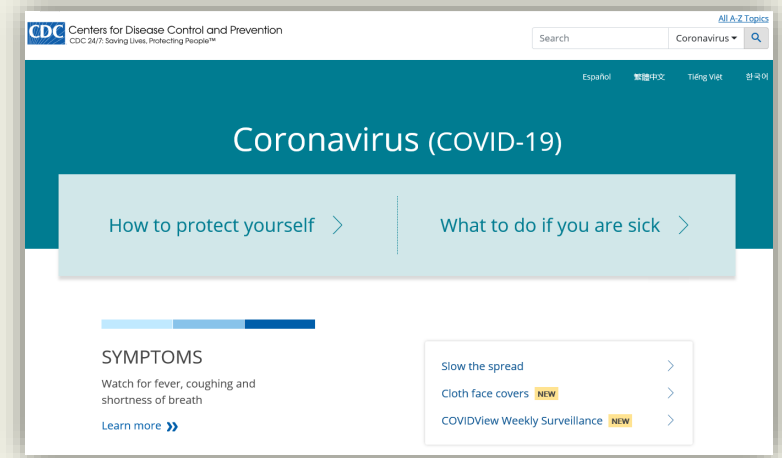 All A-Z Topics
CDC Centers for Disease Control and Prevention
CDC 24/7: Saving Lives, Protecting People™
Search Coronavirus
Español 繁體中文 Tiếng Việt 한국어
Coronavirus (COVID-19)
How to protect yourself What to do if you are sick
SYMPTOMS
Watch for fever, coughing and
shortness of breath
Learn more
Slow the spread
Cloth face covers NEW
COVIDView Weekly Surveillance NEW